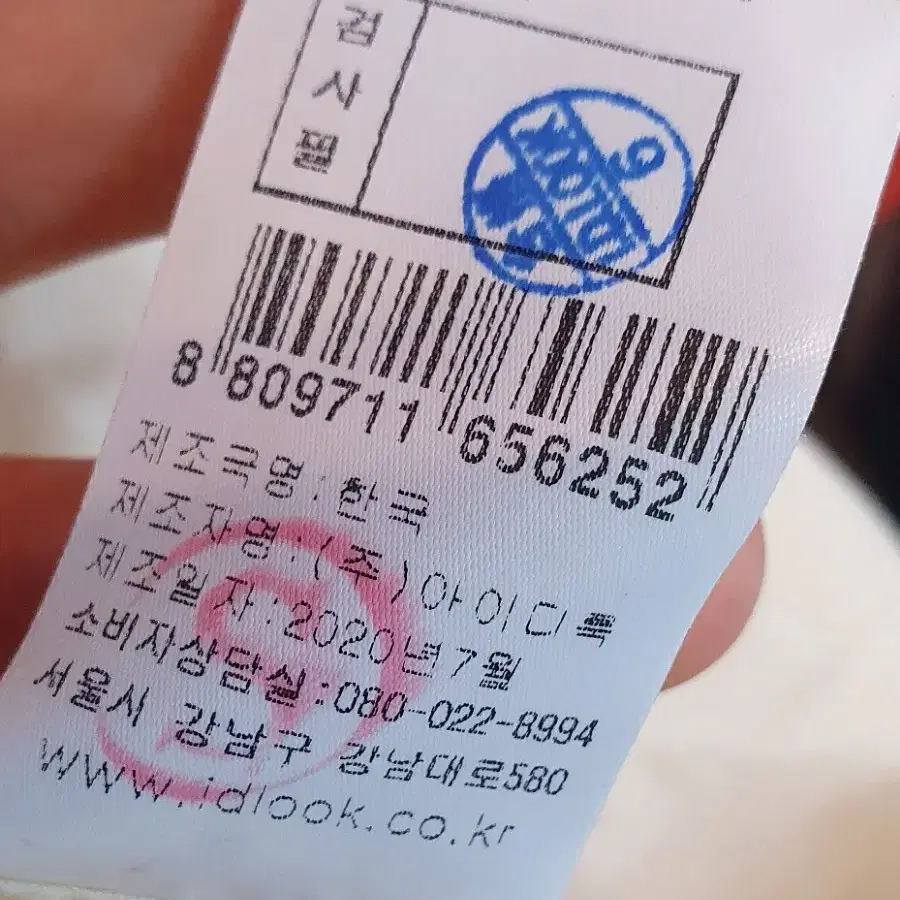 검사필
8 809711 656252
제조국명 : 한국
제조자명 : (주)아이디룩
제조일자 : 2020년7월
소비자상담실 : 080-022-8994
서울시 강남구 강남대로580
www.idlook.co.kr